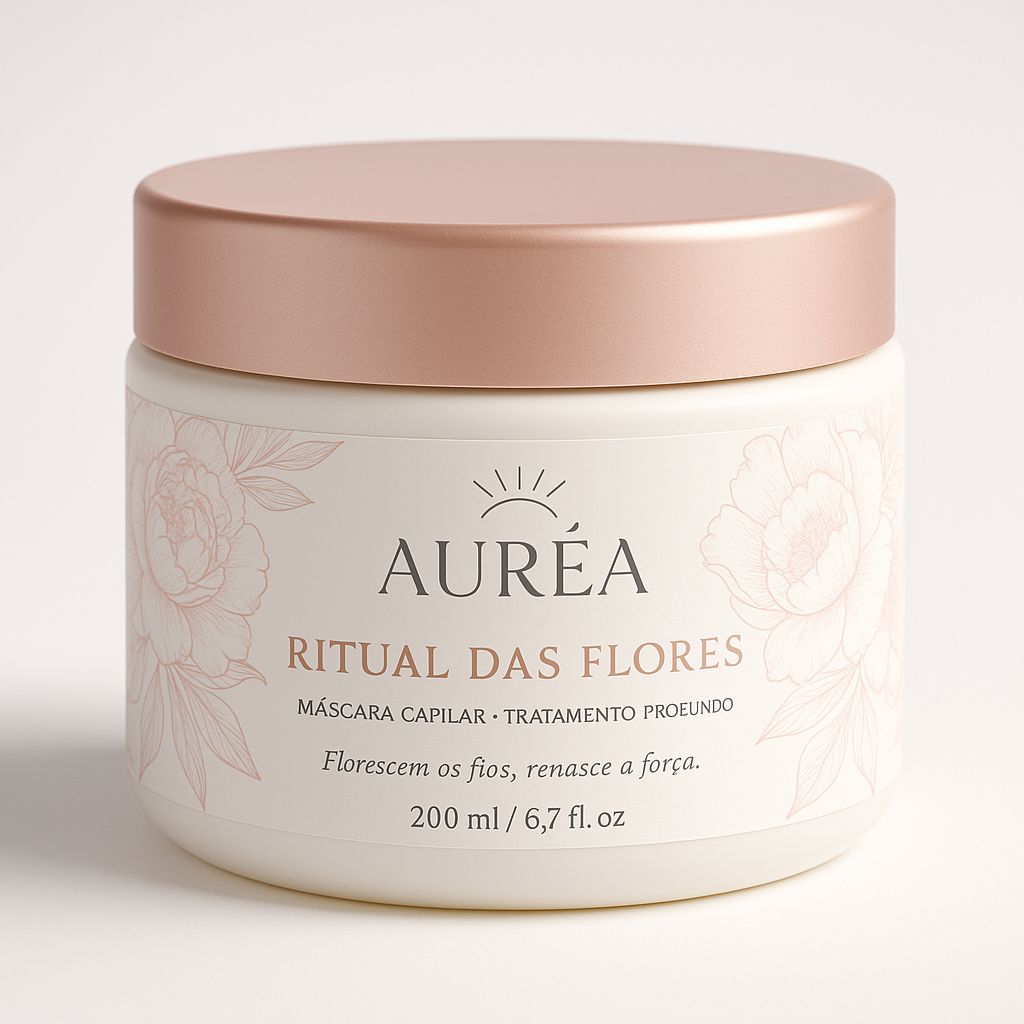 AURÉA
RITUAL DAS FLORES
MÁSCARA CAPILAR · TRATAMENTO PROEUNDO
Florescem os fios, renasce a força.
200 ml / 6,7 fl. oz